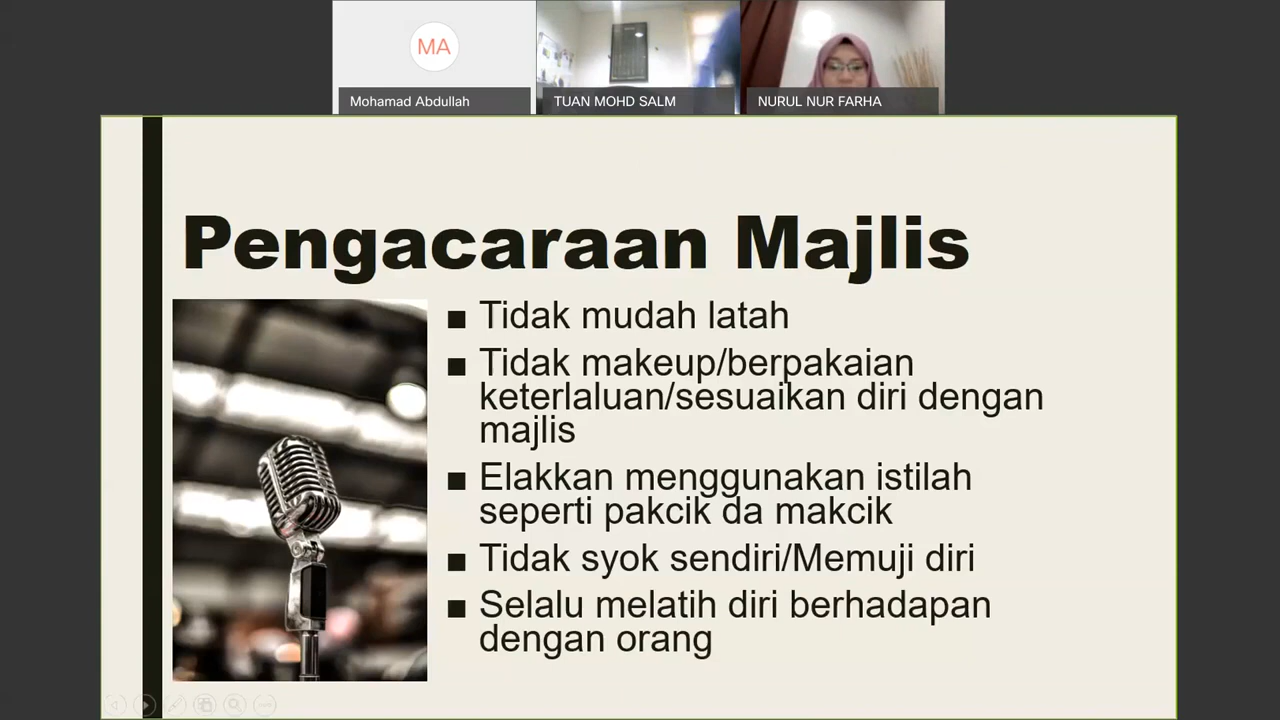 MA
Mohamad Abdullah
TUAN MOHD SALM
NURUL NUR FARHA
Pengacaraan Majlis
■ Tidak mudah latah
■ Tidak makeup/berpakaian
keterlaluan/sesuaikan diri dengan
majlis
■ Elakkan menggunakan istilah
seperti pakcik da makcik
■ Tidak syok sendiri/Memuji diri
■ Selalu melatih diri berhadapan
dengan orang